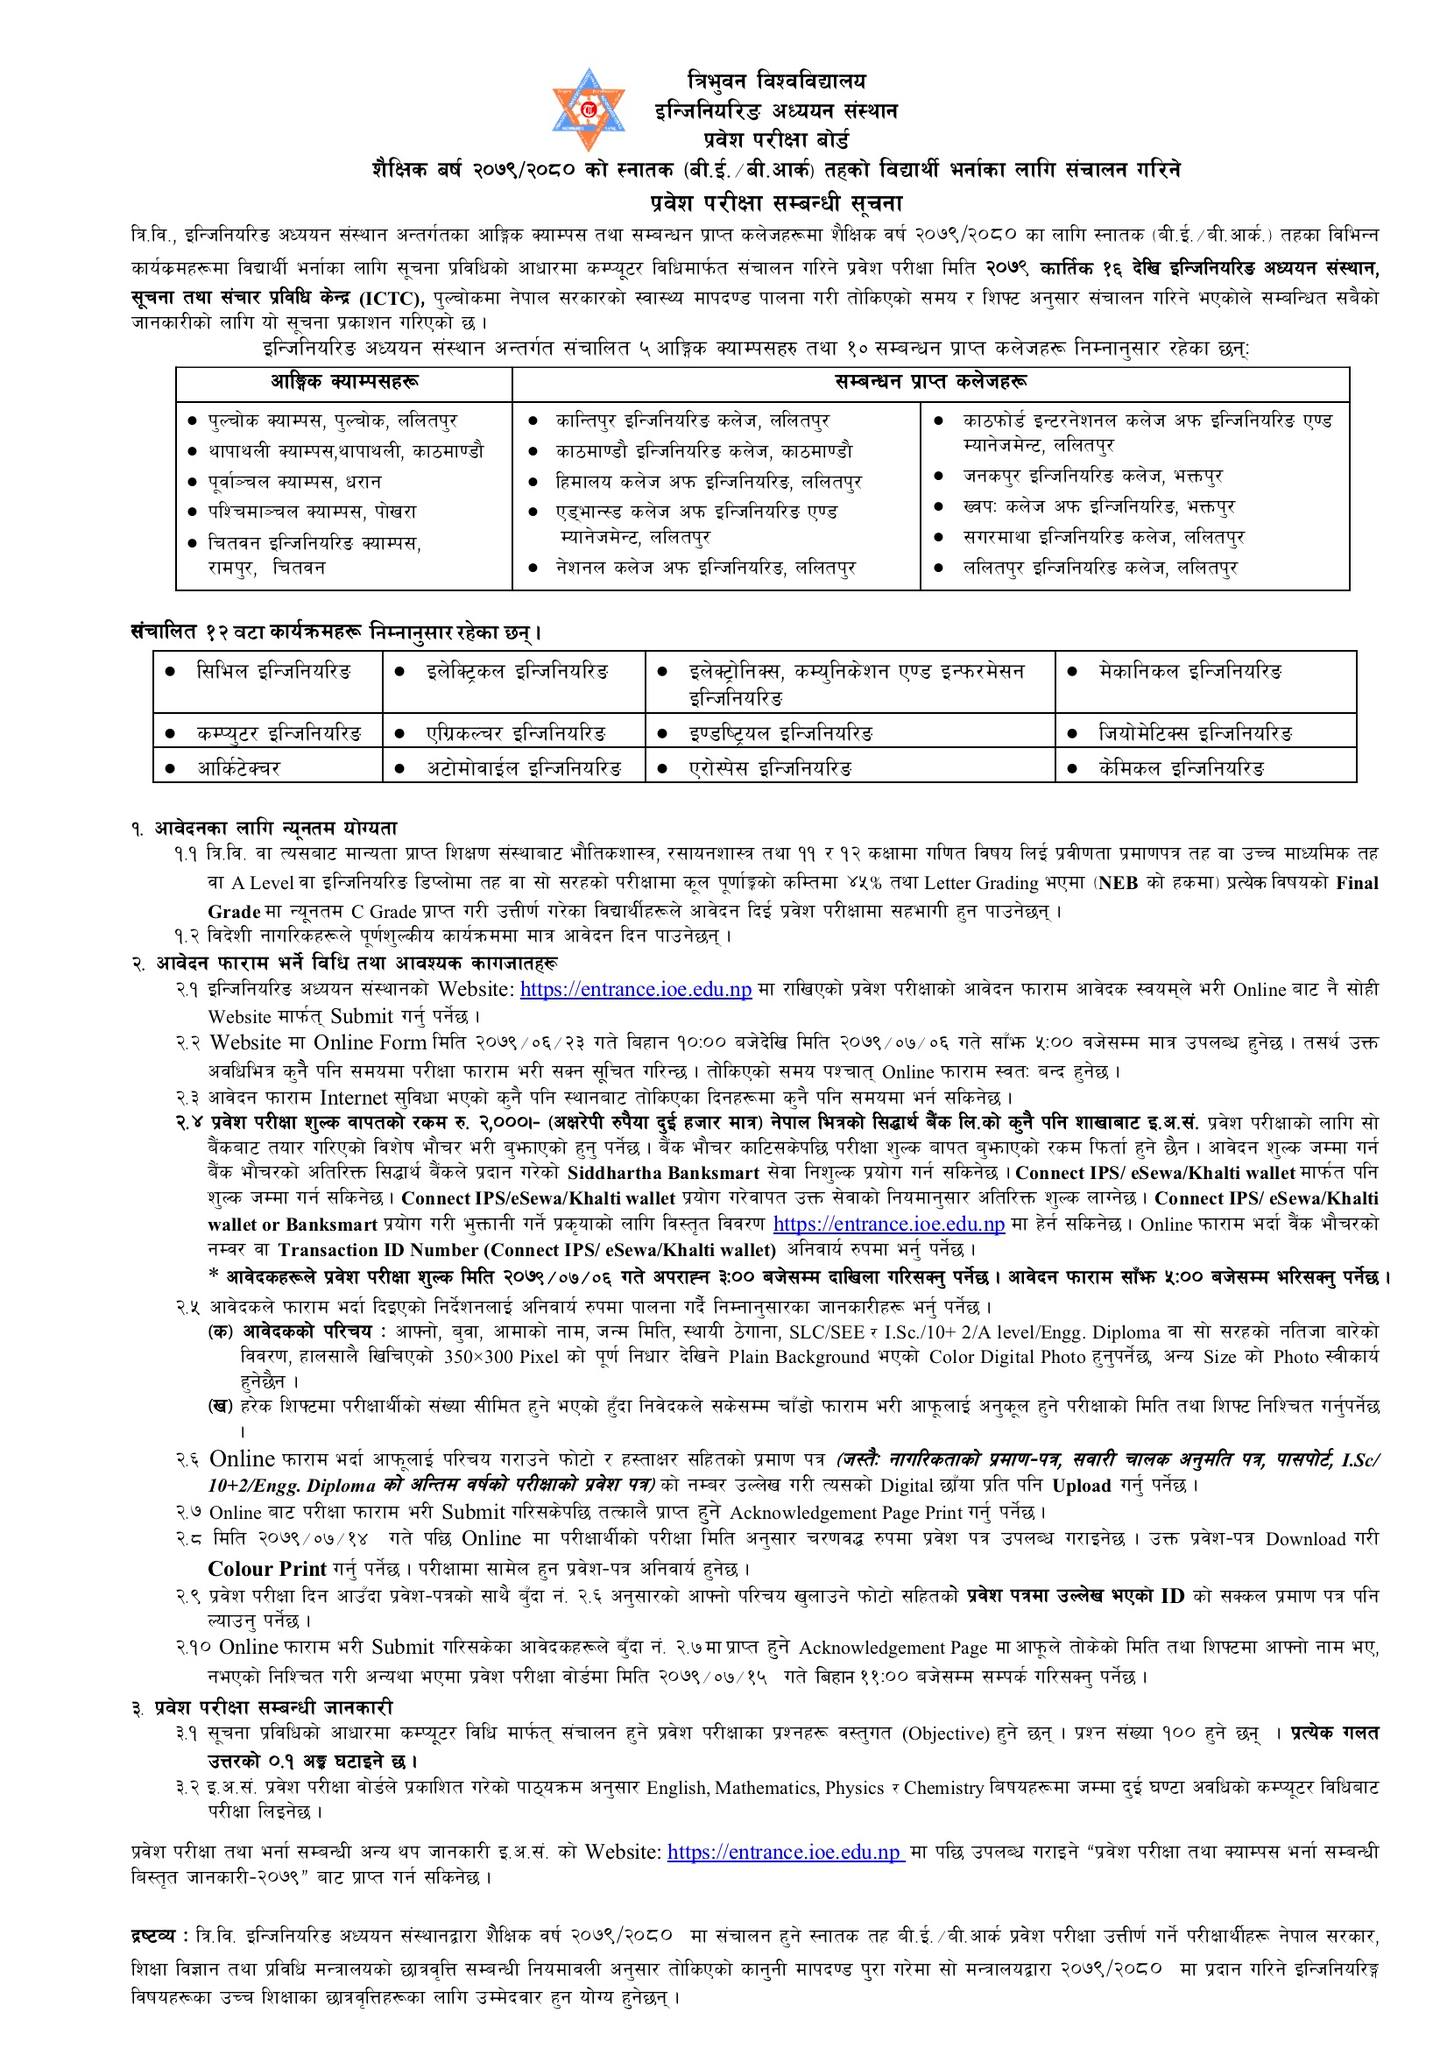 त्रिभुवन विश्वविद्यालय
इन्जिनियरिङ अध्ययन संस्थान
प्रवेश परीक्षा बोर्ड
शैक्षिक बर्ष २०७९/२०८० को स्नातक (बी.ई./बी.आर्क) तहको विद्यार्थी भर्नाका लागि संचालन गरिने
प्रवेश परीक्षा सम्बन्धी सूचना
त्रि.वि., इन्जिनियरिङ अध्ययन संस्थान अन्तर्गतका आङ्गिक क्याम्पस तथा सम्बन्धन प्राप्त कलेजहरूमा शैक्षिक वर्ष २०७९/२०८० का लागि स्नातक (बी.ई./बी.आर्क.) तहका विभिन्न
कार्यक्रमहरूमा विद्यार्थी भर्नाका लागि सूचना प्रविधिको आधारमा कम्प्यूटर विधिमार्फत संचालन गरिने प्रवेश परीक्षा मिति २०७९ कार्तिक १६ देखि इन्जिनियरिङ अध्ययन संस्थान,
सूचना तथा संचार प्रविधि केन्द्र (ICTC), पुल्चोकमा नेपाल सरकारको स्वास्थ्य मापदण्ड पालना गरी तोकिएको समय र शिफ्ट अनुसार संचालन गरिने भएकोले सम्बन्धित सबैको
जानकारीको लागि यो सूचना प्रकाशन गरिएको छ ।
इन्जिनियरिङ अध्ययन संस्थान अन्तर्गत संचालित ५ आङ्गिक क्याम्पसहरु तथा १० सम्बन्धन प्राप्त कलेजहरू निम्नानुसार रहेका छन्:
आङ्गिक क्याम्पसहरू
• पुल्चोक क्याम्पस, पुल्चोक, ललितपुर
• थापाथली क्याम्पस,थापाथली, काठमाण्डौ
• पूर्वाञ्चल क्याम्पस, धरान
• पश्चिमाञ्चल क्याम्पस, पोखरा
• चितवन इन्जिनियरिङ क्याम्पस,
रामपुर, चितवन
सम्बन्धन प्राप्त कलेजहरू
• कान्तिपुर इन्जिनियरिङ कलेज, ललितपुर
• काठमाण्डौ इन्जिनियरिङ कलेज, काठमाण्डौ
• हिमालय कलेज अफ इन्जिनियरिङ, ललितपुर
• एड्भान्स्ड कलेज अफ इन्जिनियरिङ एण्ड
म्यानेजमेन्ट, ललितपुर
• नेशनल कलेज अफ इन्जिनियरिङ, ललितपुर
• काठफोर्ड इन्टरनेशनल कलेज अफ इन्जिनियरिङ एण्ड
म्यानेजमेन्ट, ललितपुर
• जनकपुर इन्जिनियरिङ कलेज, भक्तपुर
• ख्वप: कलेज अफ इन्जिनियरिङ, भक्तपुर
• सगरमाथा इन्जिनियरिङ कलेज, ललितपुर
• ललितपुर इन्जिनियरिङ कलेज, ललितपुर
संचालित १२ वटा कार्यक्रमहरू निम्नानुसार रहेका छन् ।
• सिभिल इन्जिनियरिङ
• इलेक्ट्रिकल इन्जिनियरिङ
• इलेक्ट्रोनिक्स, कम्युनिकेशन एण्ड इन्फरमेसन
इन्जिनियरिङ
• मेकानिकल इन्जिनियरिङ
• कम्प्युटर इन्जिनियरिङ
• एग्रिकल्चर इन्जिनियरिङ
• इण्डष्ट्रियल इन्जिनियरिङ
• जियोमेटिक्स इन्जिनियरिङ
• आर्किटेक्चर
• अटोमोवाईल इन्जिनियरिङ
• एरोस्पेस इन्जिनियरिङ
• केमिकल इन्जिनियरिङ
१. आवेदनका लागि न्यूनतम योग्यता
१.१ त्रि.वि. वा त्यसबाट मान्यता प्राप्त शिक्षण संस्थाबाट भौतिकशास्त्र, रसायनशास्त्र तथा ११ र १२ कक्षामा गणित विषय लिई प्रवीणता प्रमाणपत्र तह वा उच्च माध्यमिक तह
वा A Level वा इन्जिनियरिङ डिप्लोमा तह वा सो सरहको परीक्षामा कूल पूर्णाङ्कको कम्तिमा ४५% तथा Letter Grading भएमा (NEB को हकमा) प्रत्येक विषयको Final
Grade मा न्यूनतम C Grade प्राप्त गरी उत्तीर्ण गरेका विद्यार्थीहरूले आवेदन दिई प्रवेश परीक्षामा सहभागी हुन पाउनेछन् ।
१.२ विदेशी नागरिकहरूले पूर्णशुल्कीय कार्यक्रममा मात्र आवेदन दिन पाउनेछन् ।
२. आवेदन फाराम भर्ने विधि तथा आवश्यक कागजातहरू
२.१ इन्जिनियरिङ अध्ययन संस्थानको Website: https://entrance.ioe.edu.np मा राखिएको प्रवेश परीक्षाको आवेदन फाराम आवेदक स्वयम्ले भरी Online बाट नै सोही
Website मार्फत् Submit गर्नु पर्नेछ ।
२.२ Website मा Online Form मिति २०७९/०६/२३ गते बिहान १०:०० बजेदेखि मिति २०७९/०७/०६ गते साँझ ५:०० वजेसम्म मात्र उपलब्ध हुनेछ । तसर्थ उक्त
अवधिभित्र कुनै पनि समयमा परीक्षा फाराम भरी सक्न सूचित गरिन्छ । तोकिएको समय पश्चात् Online फाराम स्वत: बन्द हुनेछ ।
२.३ आवेदन फाराम Internet सुविधा भएको कुनै पनि स्थानबाट तोकिएका दिनहरूमा कुनै पनि समयमा भर्न सकिनेछ ।
२.४ प्रवेश परीक्षा शुल्क वापतको रकम रु. २,०००।- (अक्षरेपी रुपैया दुई हजार मात्र) नेपाल भित्रको सिद्धार्थ बैंक लि.को कुनै पनि शाखाबाट इ.अ.सं. प्रवेश परीक्षाको लागि सो
बैंकबाट तयार गरिएको विशेष भौचर भरी बुझाएको हुनु पर्नेछ । बैंक भौचर काटिसकेपछि परीक्षा शुल्क बापत बुझाएको रकम फिर्ता हुने छैन । आवेदन शुल्क जम्मा गर्न
बैंक भौचरको अतिरिक्त सिद्धार्थ बैंकले प्रदान गरेको Siddhartha Banksmart सेवा निशुल्क प्रयोग गर्न सकिनेछ । Connect IPS/ eSewa/Khalti wallet मार्फत पनि
शुल्क जम्मा गर्न सकिनेछ । Connect IPS/eSewa/Khalti wallet प्रयोग गरेवापत उक्त सेवाको नियमानुसार अतिरिक्त शुल्क लाग्नेछ । Connect IPS/ eSewa/Khalti
wallet or Banksmart प्रयोग गरी भुक्तानी गर्ने प्रकृयाको लागि विस्तृत विवरण https://entrance.ioe.edu.np मा हेर्न सकिनेछ । Online फाराम भर्दा बैंक भौचरको
नम्वर वा Transaction ID Number (Connect IPS/ eSewa/Khalti wallet) अनिवार्य रुपमा भर्नु पर्नेछ ।
* आवेदकहरूले प्रवेश परीक्षा शुल्क मिति २०७९/०७/०६ गते अपराह्न ३:०० बजेसम्म दाखिला गरिसक्नु पर्नेछ । आवेदन फाराम साँझ ५:०० बजेसम्म भरिसक्नु पर्नेछ ।
२.५ आवेदकले फाराम भर्दा दिइएको निर्देशनलाई अनिवार्य रुपमा पालना गर्दै निम्नानुसारका जानकारीहरू भर्नु पर्नेछ ।
(क) आवेदकको परिचय : आफ्नो, बुवा, आमाको नाम, जन्म मिति, स्थायी ठेगाना, SLC/SEE र I.Sc./10+ 2/A level/Engg. Diploma वा सो सरहको नतिजा बारेको
विवरण, हालसालै खिचिएको 350×300 Pixel को पूर्ण निधार देखिने Plain Background भएको Color Digital Photo हुनुपर्नेछ, अन्य Size को Photo स्वीकार्य
हुनेछैन ।
(ख) हरेक शिफ्टमा परीक्षार्थीको संख्या सीमित हुने भएको हुँदा निवेदकले सकेसम्म चाँडो फाराम भरी आफूलाई अनुकूल हुने परीक्षाको मिति तथा शिफ्ट निश्चित गर्नुपर्नेछ
।
२.६ Online फाराम भर्दा आफूलाई परिचय गराउने फोटो र हस्ताक्षर सहितको प्रमाण पत्र (जस्तै: नागरिकताको प्रमाण-पत्र, सवारी चालक अनुमति पत्र, पासपोर्ट, I.Sc/
10+2/Engg. Diploma को अन्तिम वर्षको परीक्षाको प्रवेश पत्र) को नम्बर उल्लेख गरी त्यसको Digital छाँया प्रति पनि Upload गर्नु पर्नेछ ।
२.७ Online बाट परीक्षा फाराम भरी Submit गरिसकेपछि तत्कालै प्राप्त हुने Acknowledgement Page Print गर्नु पर्नेछ ।
२.८ मिति २०७९/०७/१४ गते पछि Online मा परीक्षार्थीको परीक्षा मिति अनुसार चरणवद्ध रुपमा प्रवेश पत्र उपलब्ध गराइनेछ । उक्त प्रवेश-पत्र Download गरी
Colour Print गर्नु पर्नेछ । परीक्षामा सामेल हुन प्रवेश-पत्र अनिवार्य हुनेछ ।
२.९ प्रवेश परीक्षा दिन आउँदा प्रवेश-पत्रको साथै बुँदा नं. २.६ अनुसारको आफ्नो परिचय खुलाउने फोटो सहितको प्रवेश पत्रमा उल्लेख भएको ID को सक्कल प्रमाण पत्र पनि
ल्याउनु पर्नेछ ।
२.१० Online फाराम भरी Submit गरिसकेका आवेदकहरूले बुँदा नं. २.७ मा प्राप्त हुने Acknowledgement Page मा आफूले तोकेको मिति तथा शिफ्टमा आफ्नो नाम भए,
नभएको निश्चित गरी अन्यथा भएमा प्रवेश परीक्षा वोर्डमा मिति २०७९/०७/१५ गते बिहान ११:०० बजेसम्म सम्पर्क गरिसक्नु पर्नेछ ।
३. प्रवेश परीक्षा सम्बन्धी जानकारी
३.१ सूचना प्रविधिको आधारमा कम्प्यूटर विधि मार्फत् संचालन हुने प्रवेश परीक्षाका प्रश्नहरू वस्तुगत (Objective) हुने छन् । प्रश्न संख्या १०० हुने छन् । प्रत्येक गलत
उत्तरको ०.१ अङ्क घटाइने छ ।
३.२ इ.अ.सं. प्रवेश परीक्षा वोर्डले प्रकाशित गरेको पाठ्यक्रम अनुसार English, Mathematics, Physics र Chemistry बिषयहरूमा जम्मा दुई घण्टा अवधिको कम्प्यूटर विधिबाट
परीक्षा लिइनेछ ।
प्रवेश परीक्षा तथा भर्ना सम्बन्धी अन्य थप जानकारी इ.अ.सं. को Website: https://entrance.ioe.edu.np मा पछि उपलब्ध गराइने “प्रवेश परीक्षा तथा क्याम्पस भर्ना सम्बन्धी
बिस्तृत जानकारी-२०७९” बाट प्राप्त गर्न सकिनेछ ।
द्रष्टव्य : त्रि.वि. इन्जिनियरिङ अध्ययन संस्थानद्वारा शैक्षिक वर्ष २०७९/२०८० मा संचालन हुने स्नातक तह बी.ई./बी.आर्क प्रवेश परीक्षा उत्तीर्ण गर्ने परीक्षार्थीहरू नेपाल सरकार,
शिक्षा विज्ञान तथा प्रविधि मन्त्रालयको छात्रवृत्ति सम्बन्धी नियमावली अनुसार तोकिएको कानुनी मापदण्ड पुरा गरेमा सो मन्त्रालयद्वारा २०७९/२०८० मा प्रदान गरिने इन्जिनियरिङ्ग
विषयहरूका उच्च शिक्षाका छात्रवृत्तिहरूका लागि उम्मेदवार हुन योग्य हुनेछन् ।